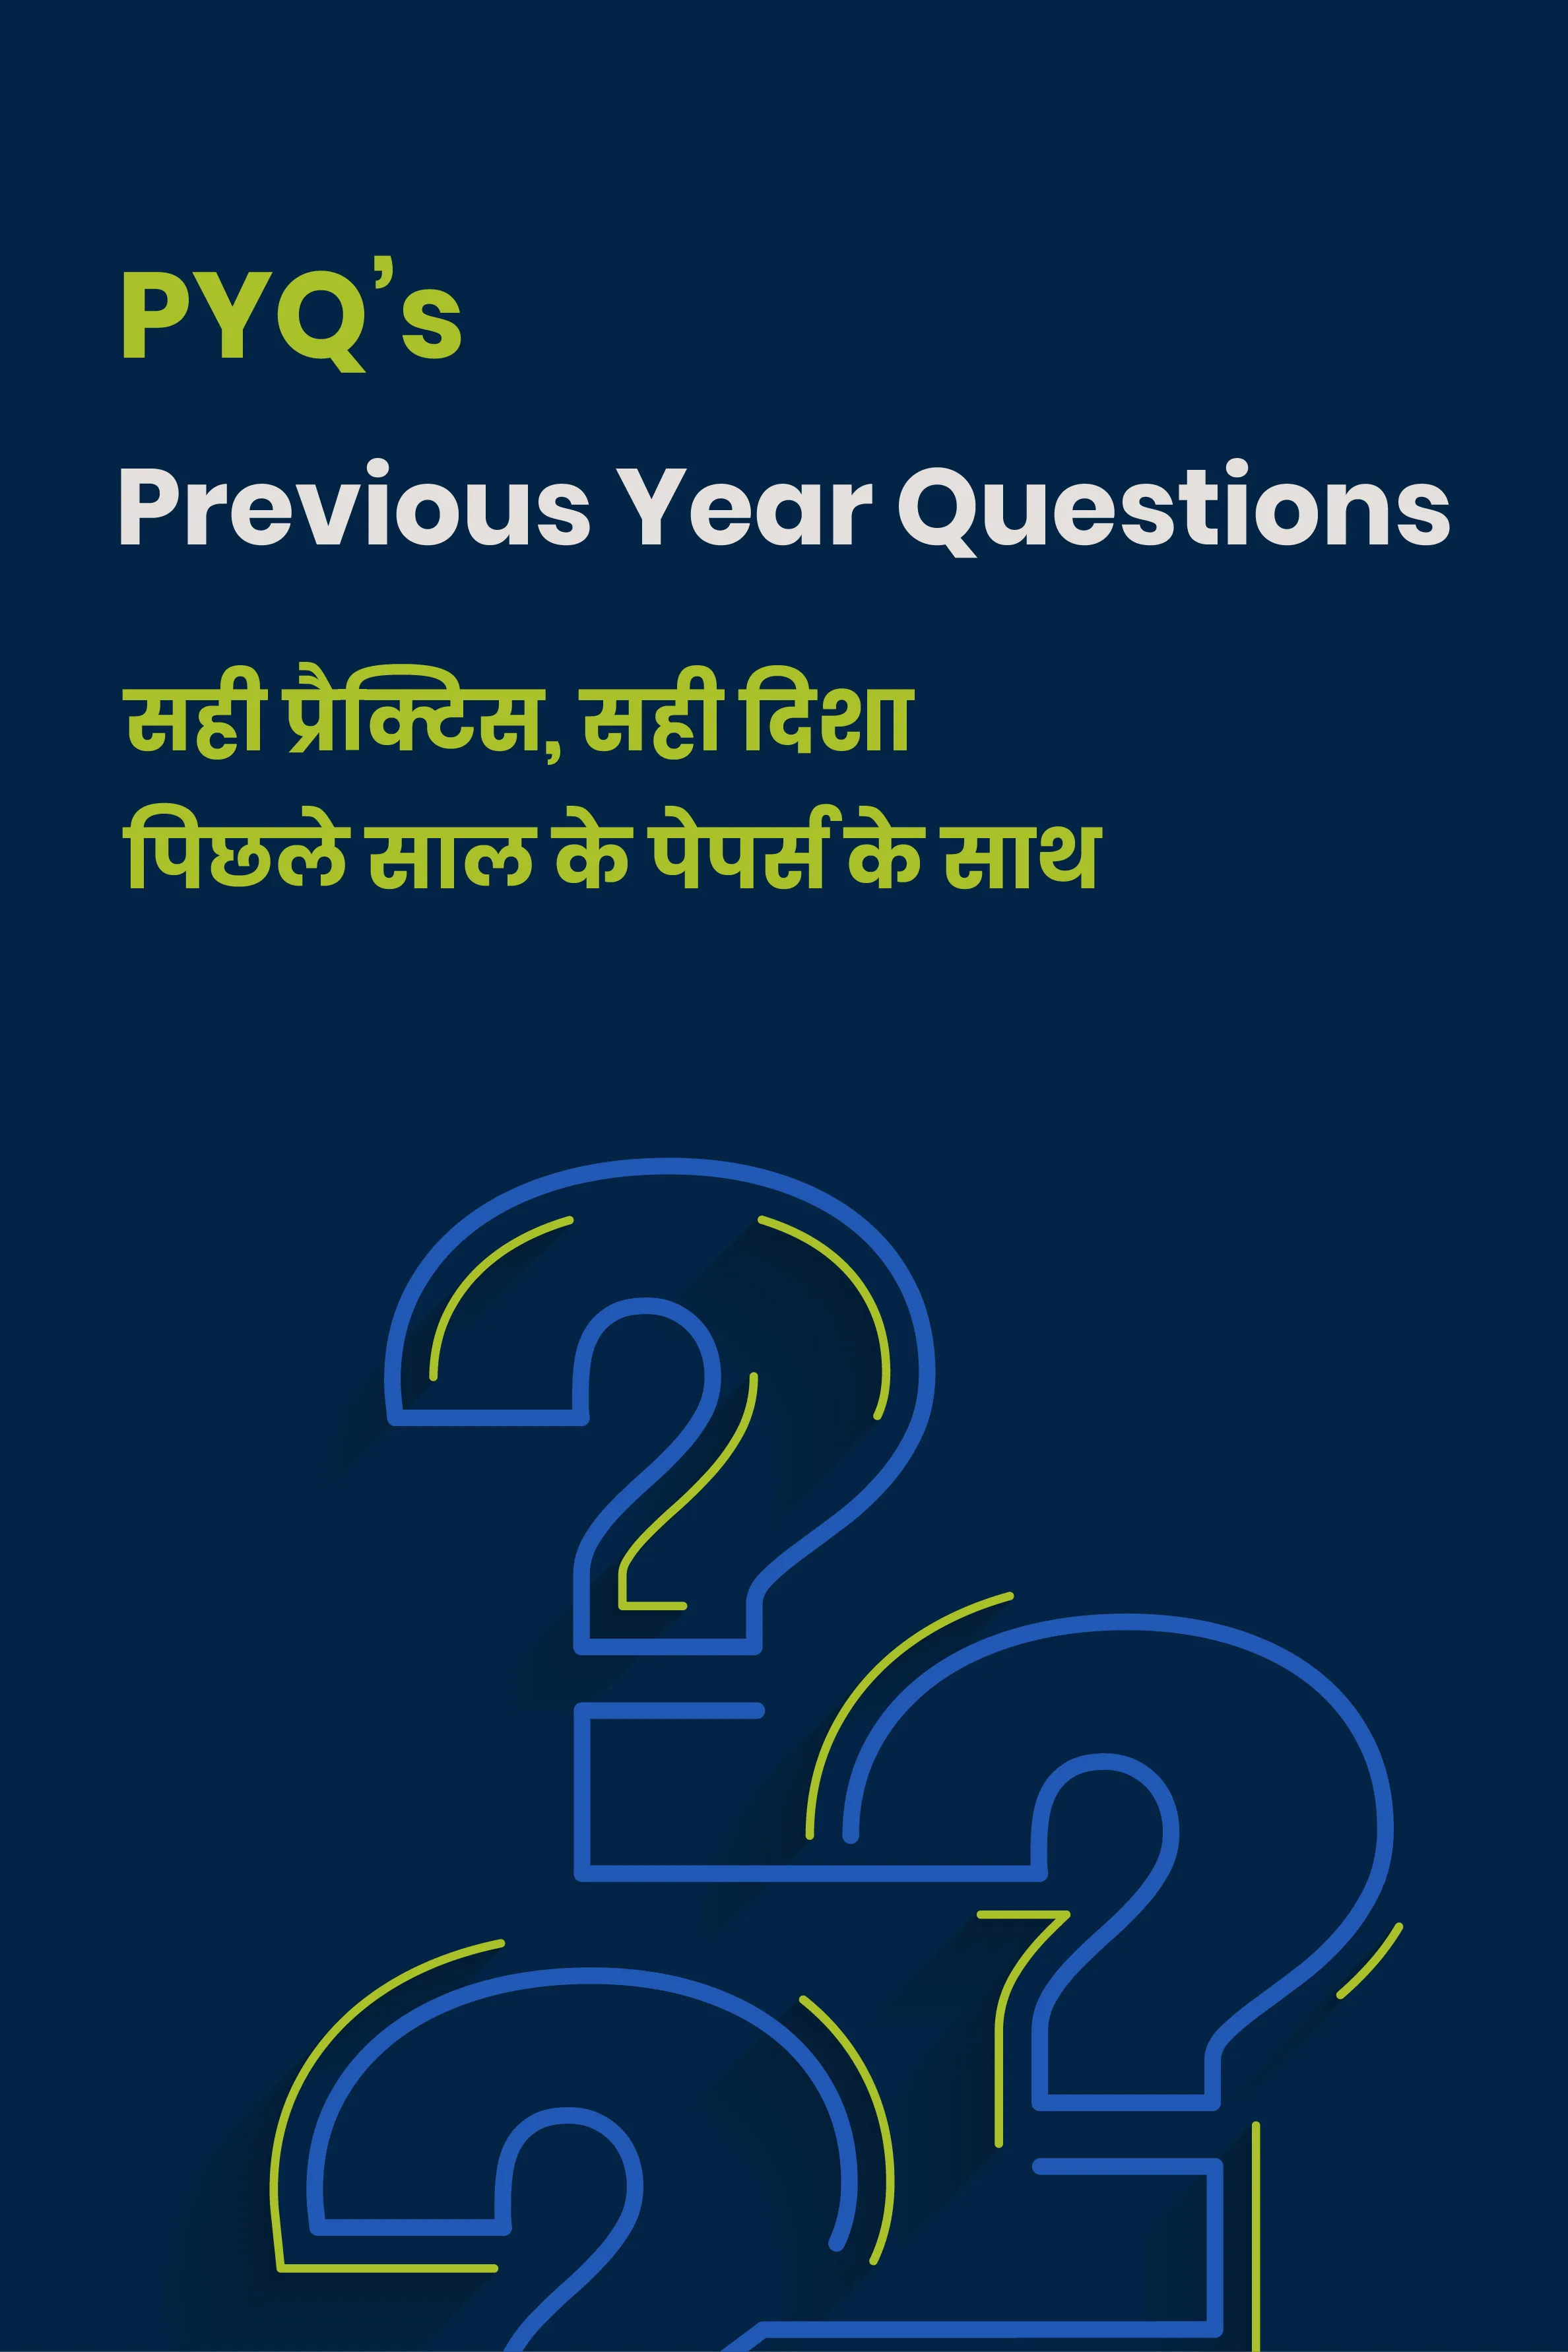 PYQ’s
Previous Year Questions
सही प्रैक्टिस, सही दिशा
पिछले साल के पेपर्स के साथ